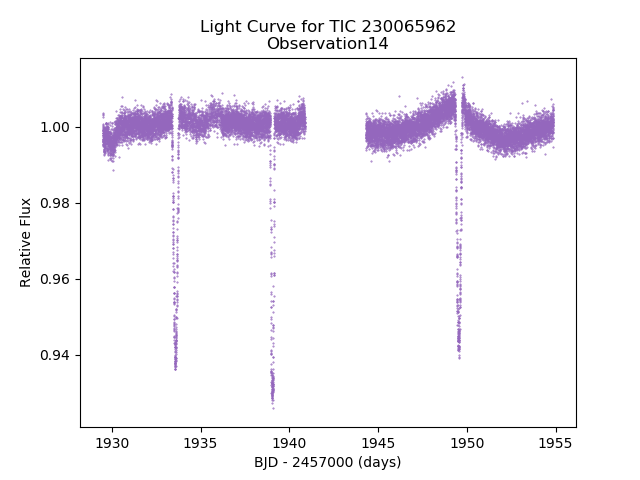 Light Curve for TIC 230065962
Observation14
1.00
0.98
0.96
0.94
Relative Flux
1930
1935
1940
1945
1950
1955
BJD - 2457000 (days)